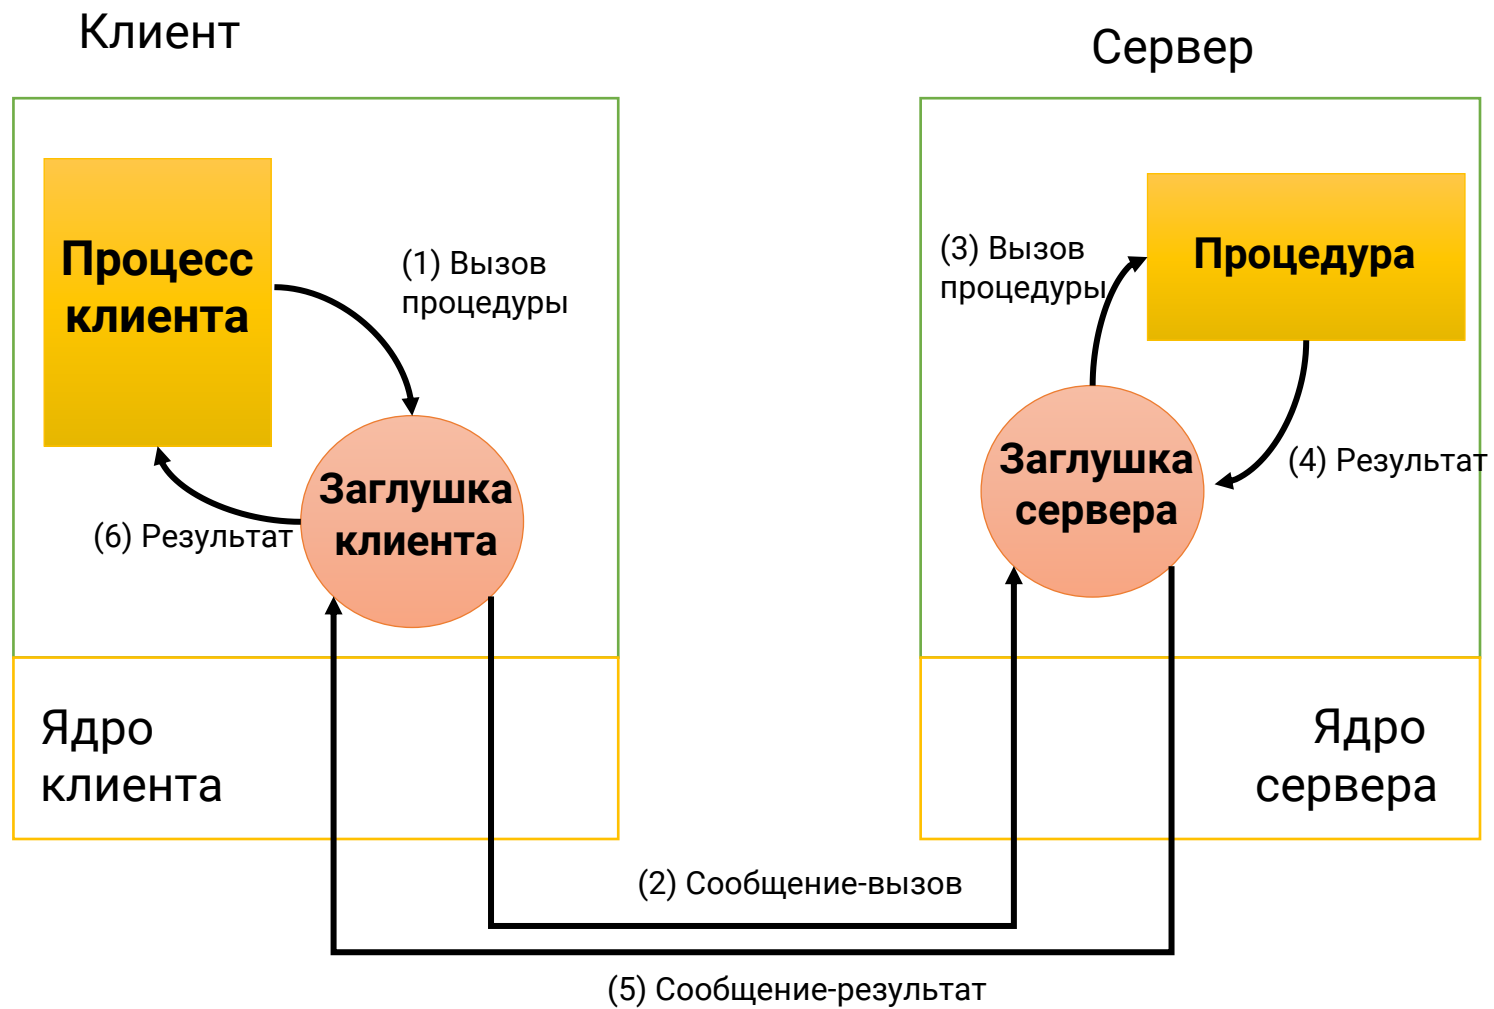 Клиент
Сервер
Процесс
клиента
(1) Вызов
процедуры
(3) Вызов
процедуры
Процедура
Заглушка
клиента
(6) Результат
Заглушка
сервера
(4) Результат
Ядро
клиента
Ядро
сервера
(2) Сообщение-вызов
(5) Сообщение-результат